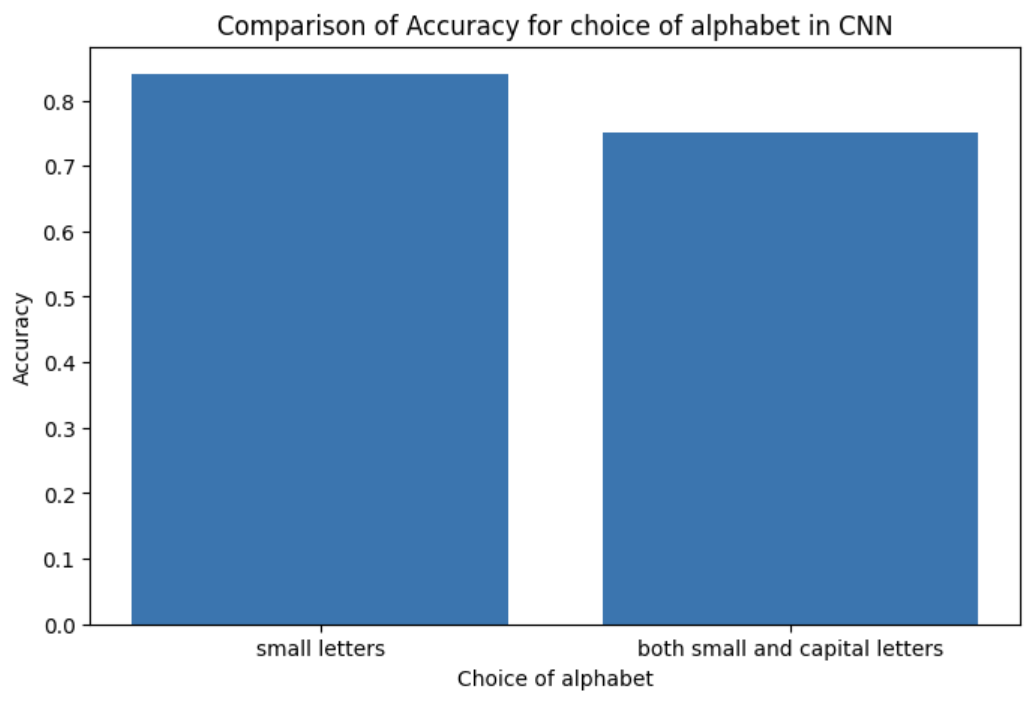 Comparison of Accuracy for choice of alphabet in CNN
Accuracy
0.8
0.7
0.6
0.5
0.4
0.3
0.2
0.1
0.0
small letters
both small and capital letters
Choice of alphabet